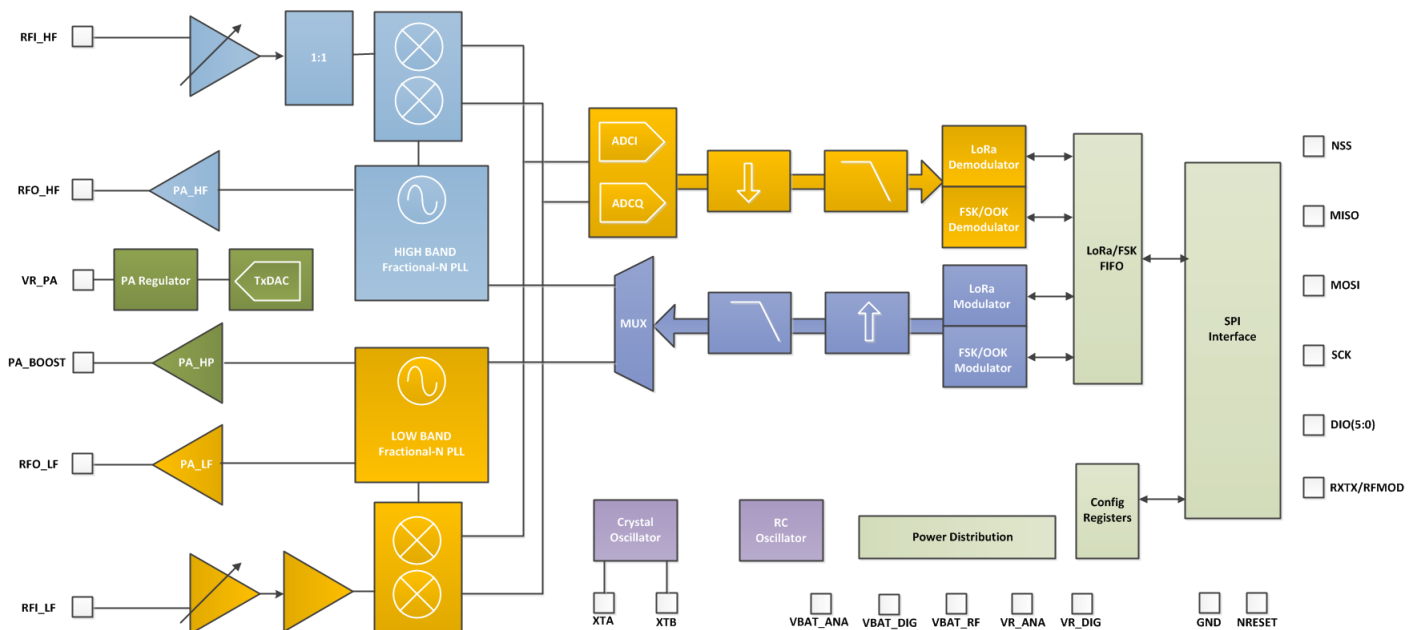 RFI_HF
1:1
RFO_HF
PA_HF
HIGH BAND
Fractional-N PLL
VR_PA
PA Regulator
TxDAC
PA_BOOST
PA_HP
RFO_LF
PA_LF
LOW BAND
Fractional-N PLL
RFI_LF
ADCI
ADCQ
MUX
LoRa
Demodulator
FSK/OOK
Demodulator
LoRa
Modulator
FSK/OOK
Modulator
LoRa/FSK
FIFO
SPI
Interface
Config
Registers
NSS
MISO
MOSI
SCK
DIO(5:0)
RXTX/RFMOD
Crystal
Oscillator
RC
Oscillator
Power Distribution
XTA
XTB
VBAT_ANA
VBAT_DIG
VBAT_RF
VR_ANA
VR_DIG
GND
NRESET